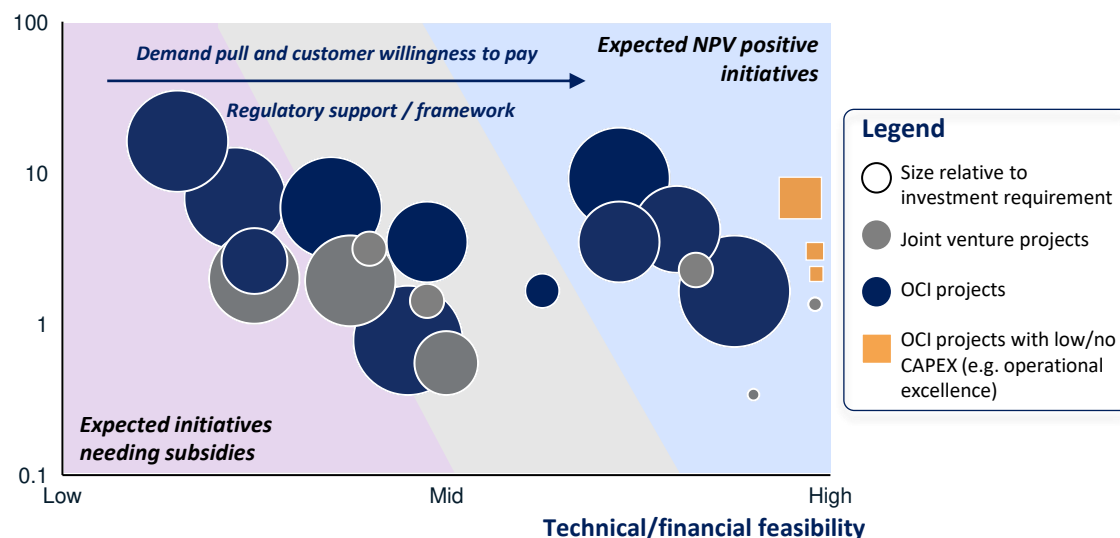 100
10
1
0.1
Low
Mid
High
Technical/financial feasibility
Demand pull and customer willingness to pay
Regulatory support / framework
Expected NPV positive
initiatives
Expected initiatives
needing subsidies
Legend
Size relative to
investment requirement
Joint venture projects
OCI projects
OCI projects with low/no
CAPEX (e.g. operational
excellence)